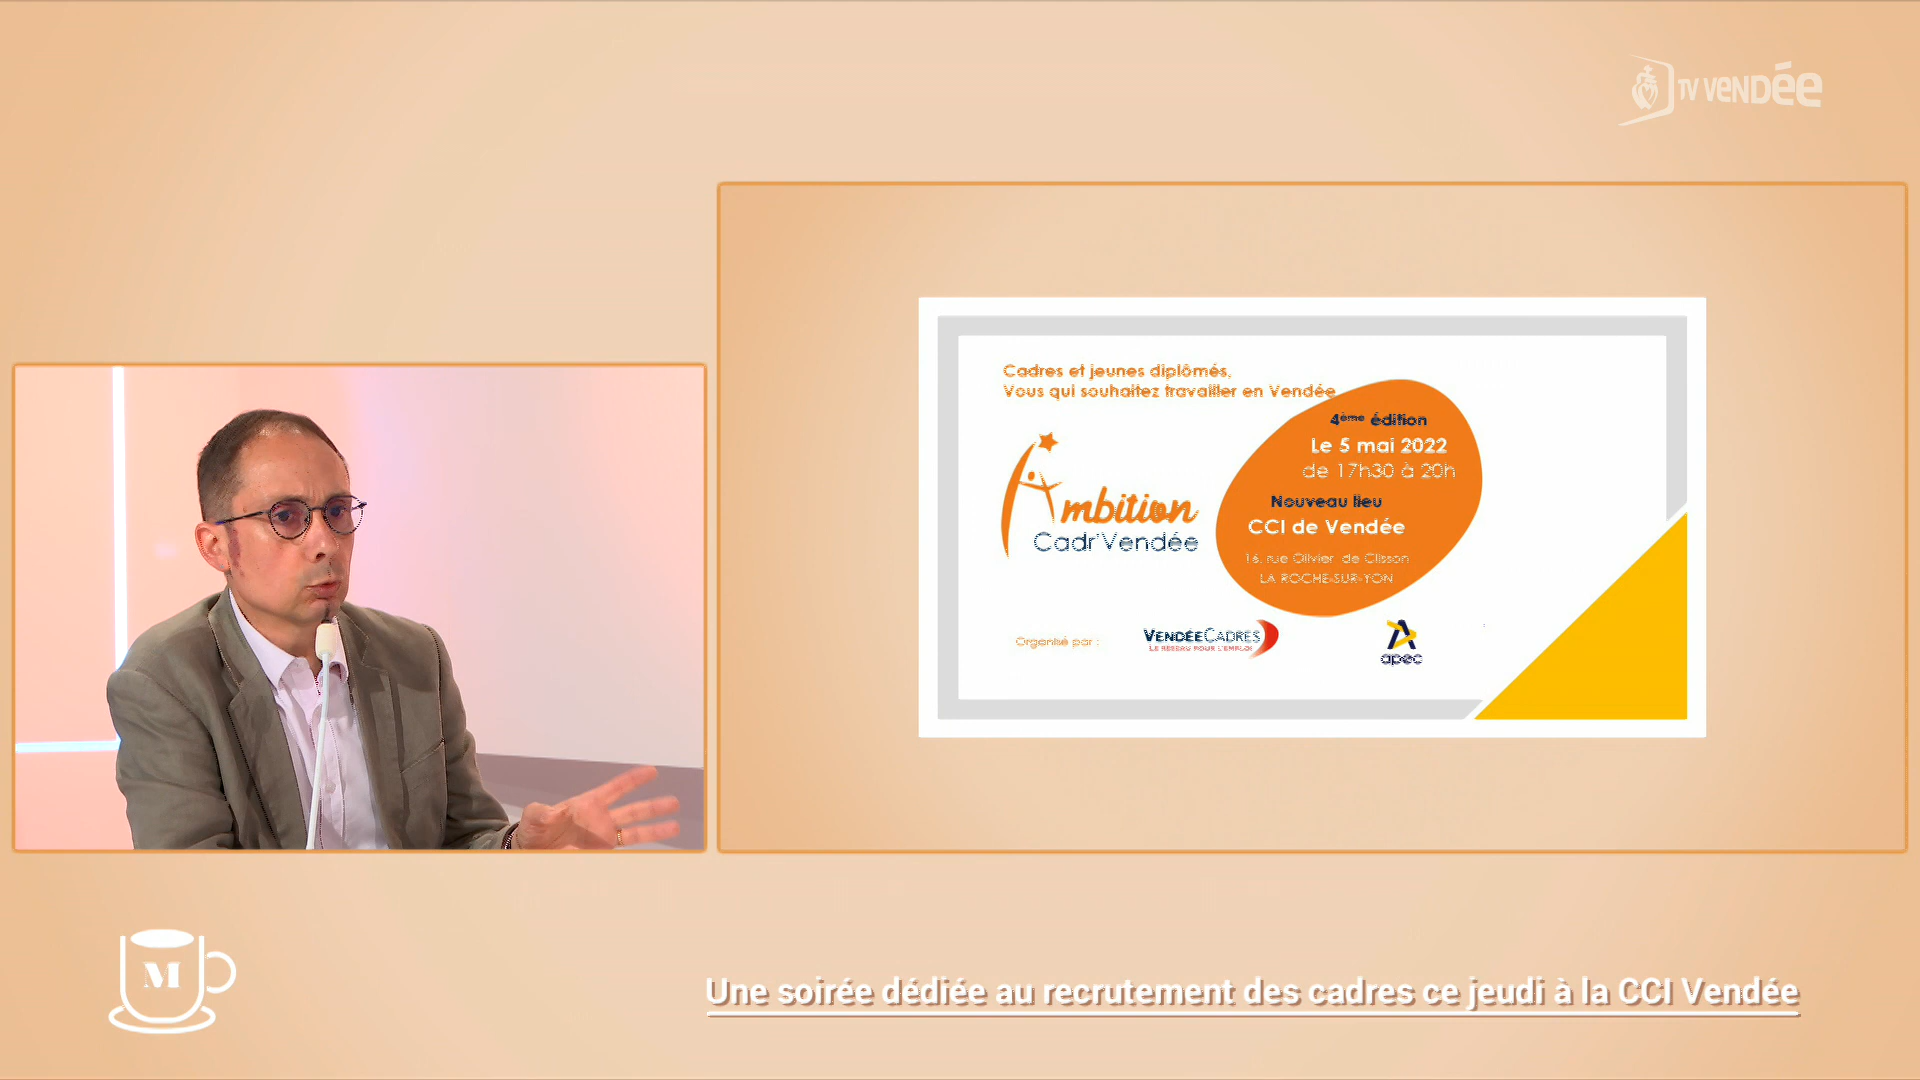 TV VENDÉE
Cadres et jeunes diplômés,
Vous qui souhaitez travailler en Vendée
4ème édition
Le 5 mai 2022
de 17h30 à 20h
Nouveau lieu
CCI de Vendée
16, rue Olivier de Clisson
LA ROCHE-SUR-YON
Ambition
Cadr'Vendée
Organisé par :
VENDÉECADRES
LE RÉSEAU POUR L'EMPLOI
apec
M
Une soirée dédiée au recrutement des cadres ce jeudi à la CCI Vendée